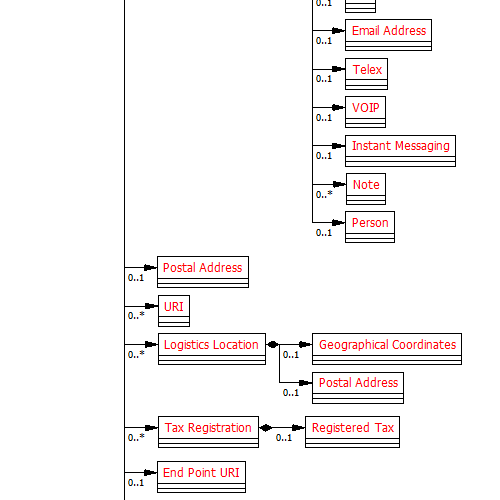 0..1
Email Address
0..1
Telex
0..1
VOIP
0..1
Instant Messaging
0..1
Note
0..*
Person
0..1
Postal Address
0..1
URI
0..*
Logistics Location
0..*
Geographical Coordinates
0..1
Postal Address
0..1
Tax Registration
0..*
Registered Tax
0..1
End Point URI
0..1